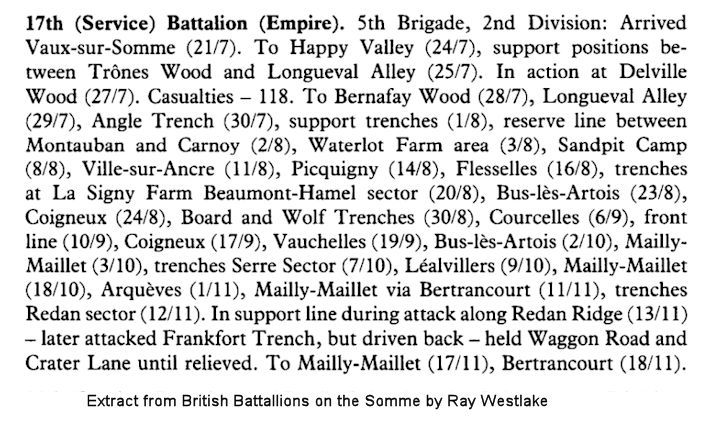 17th (Service) Battalion (Empire). 5th Brigade, 2nd Division: Arrived
Vaux-sur-Somme (21/7). To Happy Valley (24/7), support positions be-
tween Trônes Wood and Longueval Alley (25/7). In action at Delville
Wood (27/7). Casualties – 118. To Bernafay Wood (28/7), Longueval Alley
(29/7), Angle Trench (30/7), support trenches (1/8), reserve line between
Montauban and Carnoy (2/8), Waterlot Farm area (3/8), Sandpit Camp
(8/8), Ville-sur-Ancre (11/8), Picquigny (14/8), Flesselles (16/8), trenches
at La Signy Farm Beaumont-Hamel sector (20/8), Bus-lès-Artois (23/8),
Coigneux (24/8), Board and Wolf Trenches (30/8), Courcelles (6/9), front
line (10/9), Coigneux (17/9), Vauchelles (19/9), Bus-lès-Artois (2/10), Mailly-
Maillet (3/10), trenches Serre Sector (7/10), Léalvillers (9/10), Mailly-Maillet
(18/10), Arquèves (1/11), Mailly-Maillet via Bertrancourt (11/11), trenches
Redan sector (12/11). In support line during attack along Redan Ridge (13/11)
– later attacked Frankfort Trench, but driven back – held Waggon Road and
Crater Lane until relieved. To Mailly-Maillet (17/11), Bertrancourt (18/11).
Extract from British Battallions on the Somme by Ray Westlake